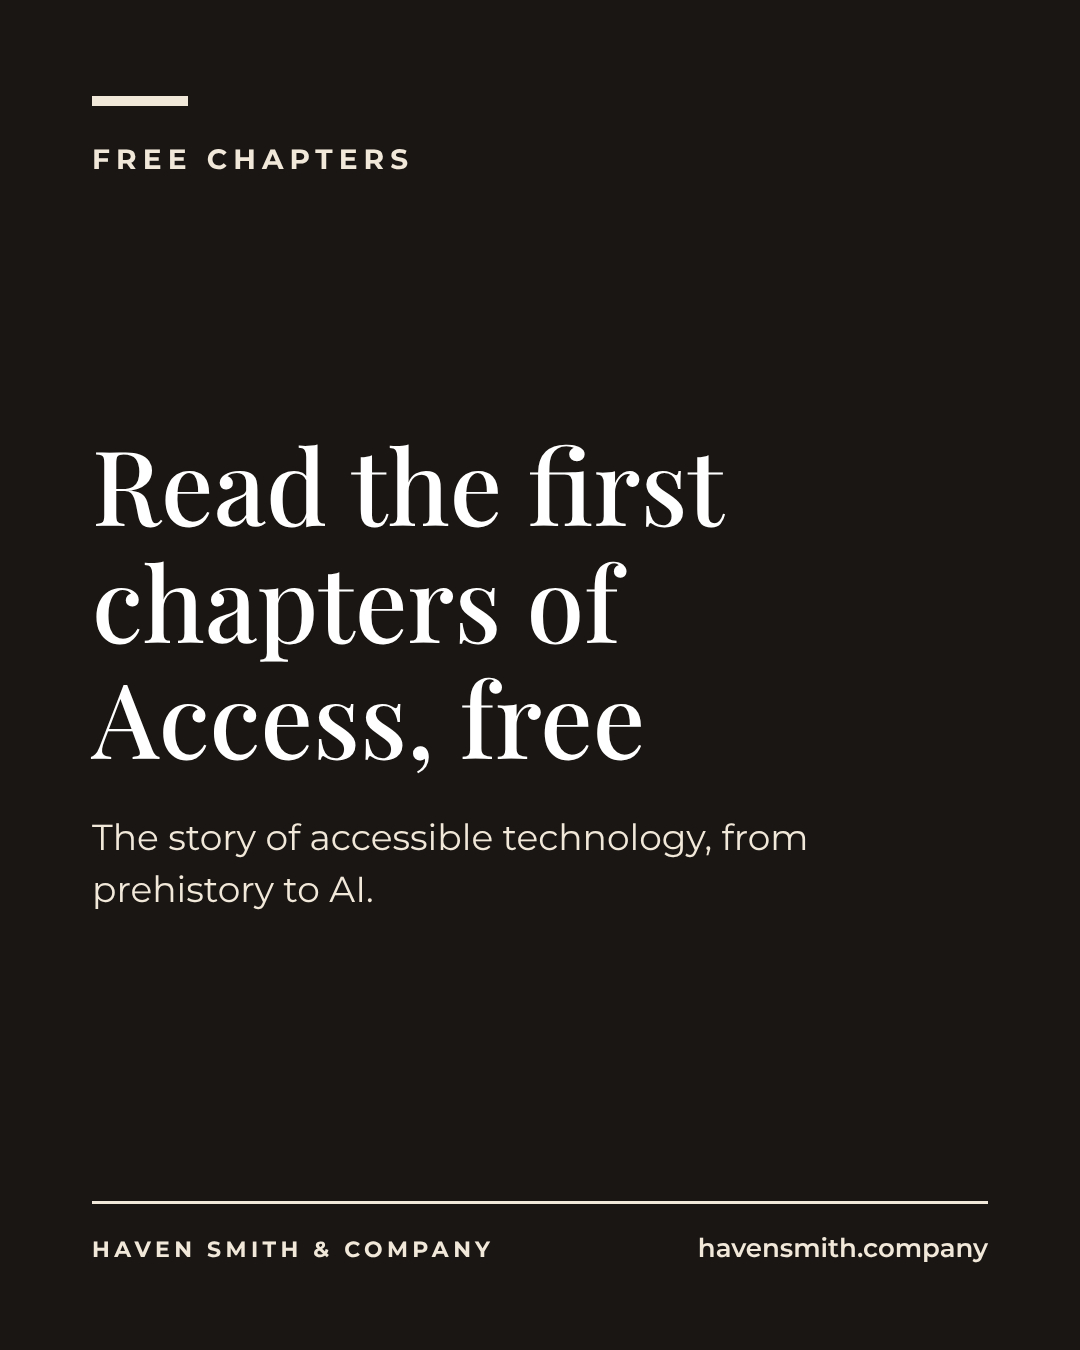 FREE CHAPTERS
Read the first
chapters of
Access, free
The story of accessible technology, from
prehistory to AI.
HAVEN SMITH & COMPANY
havensmith.company